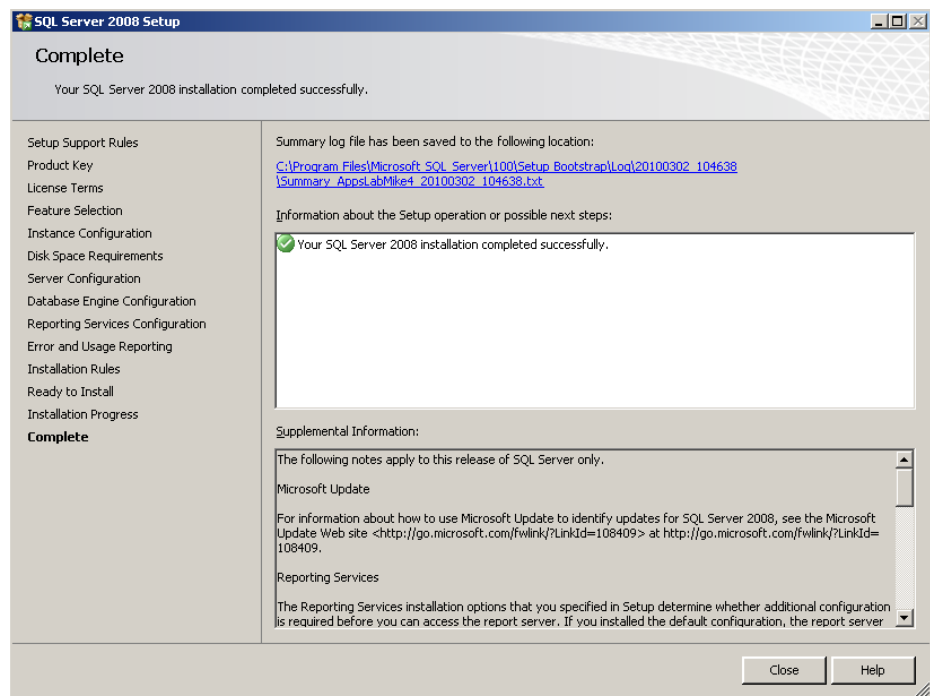 SQL Server 2008 Setup
Complete
Your SQL Server 2008 installation completed successfully.
Setup Support Rules
Product Key
License Terms
Feature Selection
Instance Configuration
Disk Space Requirements
Server Configuration
Database Engine Configuration
Reporting Services Configuration
Error and Usage Reporting
Installation Rules
Ready to Install
Installation Progress
Complete
Summary log file has been saved to the following location:
C:\Program Files\Microsoft SQL Server\100\Setup Bootstrap\Log\20100302_104638
\Summary_AppsLabMike4_20100302_104638.txt
Information about the Setup operation or possible next steps:
Your SQL Server 2008 installation completed successfully.
Supplemental Information:
The following notes apply to this release of SQL Server only.
Microsoft Update
For information about how to use Microsoft Update to identify updates for SQL Server 2008, see the Microsoft
Update Web site <http://go.microsoft.com/fwlink/?LinkId=108409> at http://go.microsoft.com/fwlink/?LinkId=
108409.
Reporting Services
The Reporting Services installation options that you specified in Setup determine whether additional configuration
is required before you can access the report server. If you installed the default configuration, the report server
Close
Help